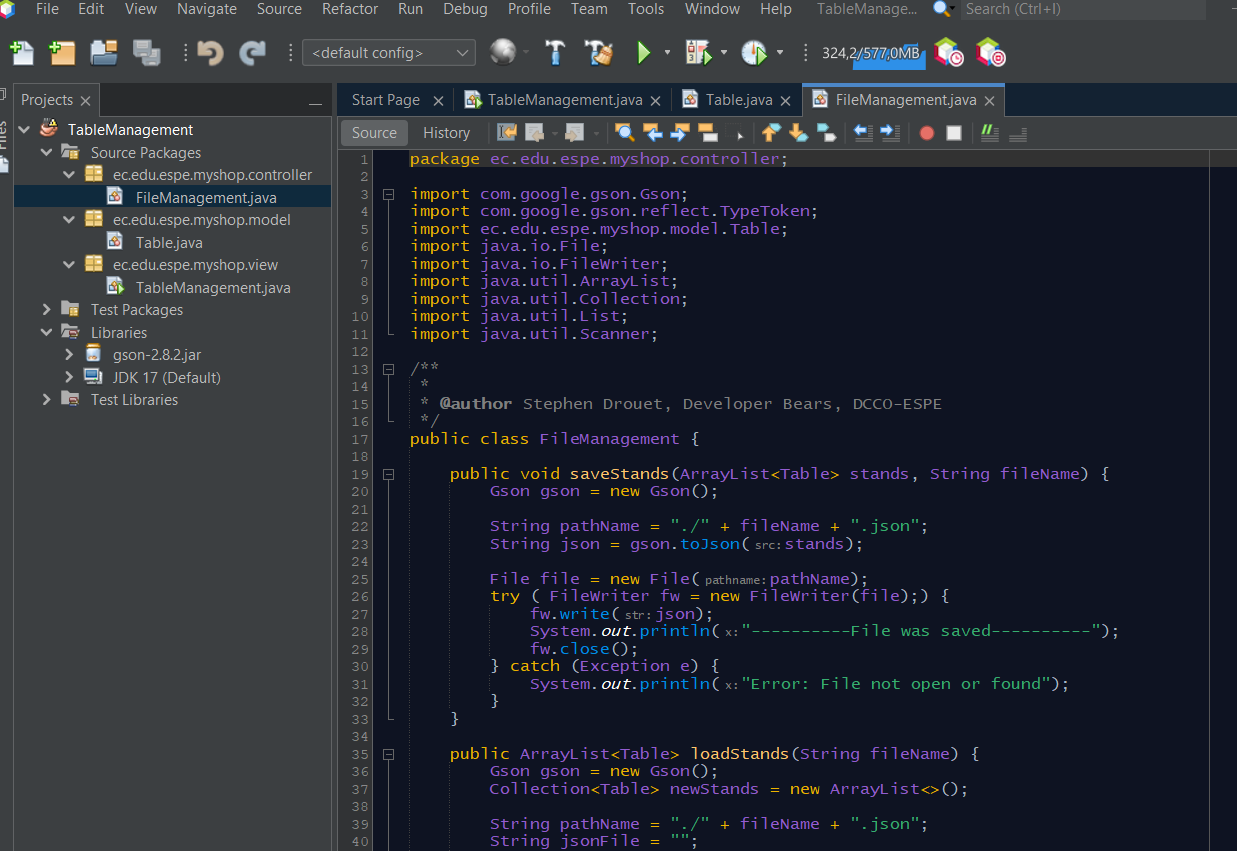 File Edit View Navigate Source Refactor Run Debug Profile Team Tools Window Help TableManage... Search (Ctrl+I)
<default config> 324,2/577,0MB
Projects
Start Page TableManagement.java Table.java FileManagement.java
Source History
TableManagement
Source Packages
ec.edu.espe.myshop.controller
FileManagement.java
ec.edu.espe.myshop.model
Table.java
ec.edu.espe.myshop.view
TableManagement.java
Test Packages
Libraries
gson-2.8.2.jar
JDK 17 (Default)
Test Libraries
1 package ec.edu.espe.myshop.controller;
2
3 import com.google.gson.Gson;
4 import com.google.gson.reflect.TypeToken;
5 import ec.edu.espe.myshop.model.Table;
6 import java.io.File;
7 import java.io.FileWriter;
8 import java.util.ArrayList;
9 import java.util.Collection;
10 import java.util.List;
11 import java.util.Scanner;
12
13 /**
14 *
15 * @author Stephen Drouet, Developer Bears, DCCO-ESPE
16 */
17 public class FileManagement {
18
19 public void saveStands(ArrayList<Table> stands, String fileName) {
20 Gson gson = new Gson();
21
22 String pathName = "./" + fileName + ".json";
23 String json = gson.toJson(src:stands);
24
25 File file = new File(pathname:pathName);
26 try ( FileWriter fw = new FileWriter(file);) {
27 fw.write(str:json);
28 System.out.println(x:"----------File was saved----------");
29 fw.close();
30 } catch (Exception e) {
31 System.out.println(x:"Error: File not open or found");
32 }
33 }
34
35 public ArrayList<Table> loadStands(String fileName) {
36 Gson gson = new Gson();
37 Collection<Table> newStands = new ArrayList<>();
38
39 String pathName = "./" + fileName + ".json";
40 String jsonFile = "";